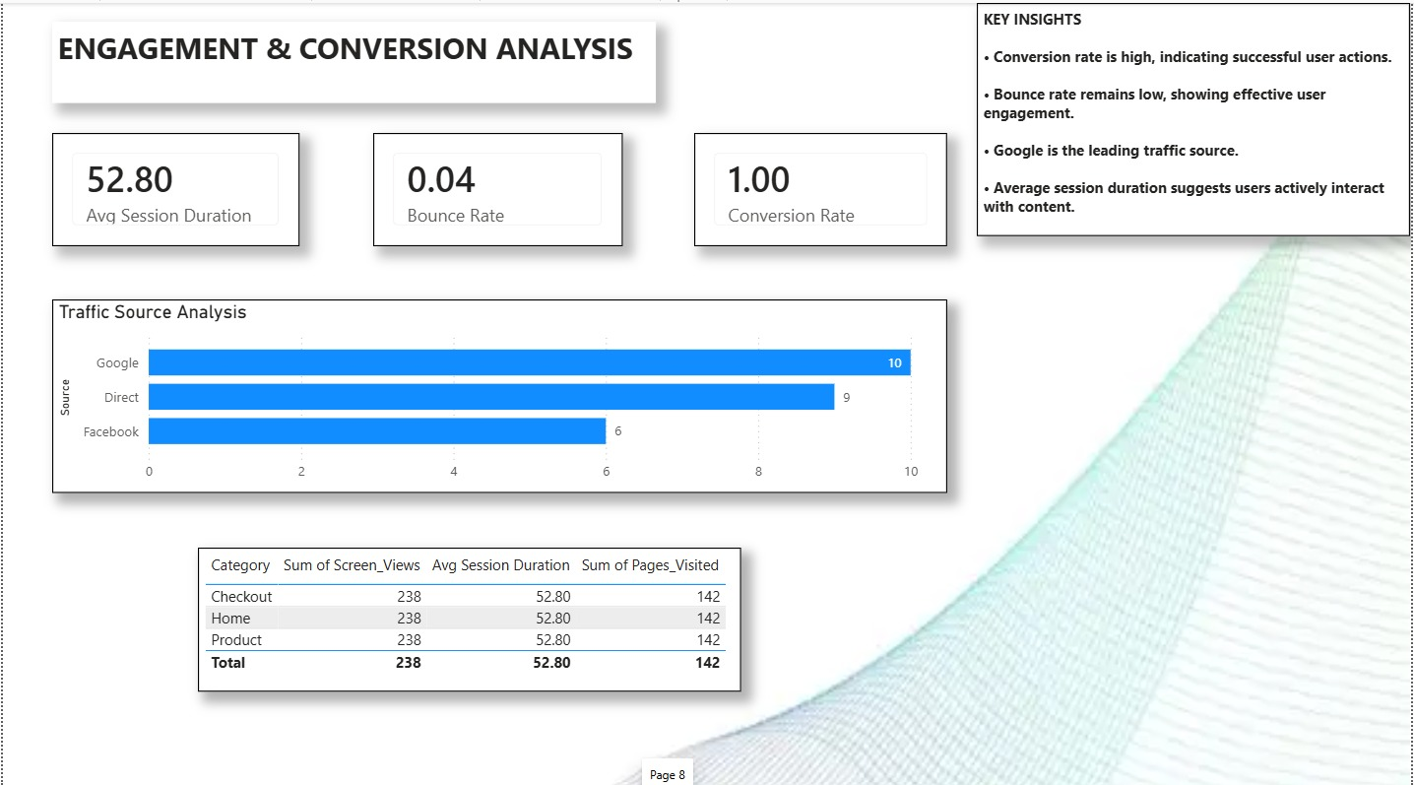 ENGAGEMENT & CONVERSION ANALYSIS
KEY INSIGHTS
• Conversion rate is high, indicating successful user actions.
• Bounce rate remains low, showing effective user
engagement.
• Google is the leading traffic source.
• Average session duration suggests users actively interact
with content.
52.80
Avg Session Duration
0.04
Bounce Rate
1.00
Conversion Rate
Traffic Source Analysis
Source
Google 10
Direct 9
Facebook 6
0 2 4 6 8 10
Category Sum of Screen_Views Avg Session Duration Sum of Pages_Visited
Checkout 238 52.80 142
Home 238 52.80 142
Product 238 52.80 142
Total 238 52.80 142
Page 8